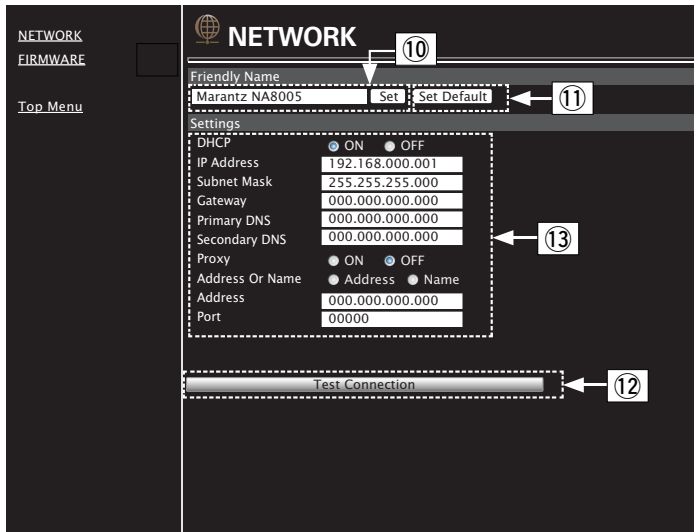 NETWORK
FIRMWARE
Top Menu
NETWORK
⑩
Friendly Name
Marantz NA8005 Set Set Default ⑪
Settings
DHCP ON OFF
IP Address 192.168.000.001
Subnet Mask 255.255.255.000
Gateway 000.000.000.000
Primary DNS 000.000.000.000
Secondary DNS 000.000.000.000 ⑬
Proxy ON OFF
Address Or Name Address Name
Address 000.000.000.000
Port 00000
Test Connection ⑫